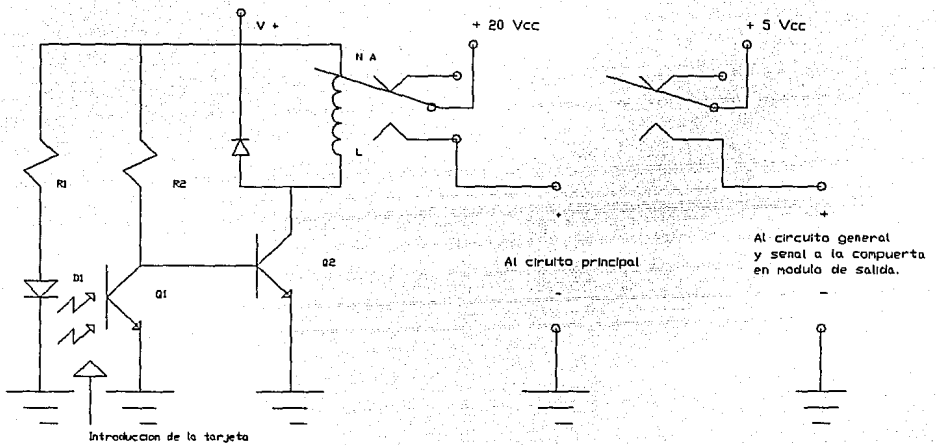 V +
+ 20 Vcc
+ 5 Vcc
N A
L
R1
R2
D1
Q1
Q2
Al ciruito principal
Al circuito general
y senal a la compuerta
en modulo de salida.
+
-
+
-
Introduccion de la tarjeta